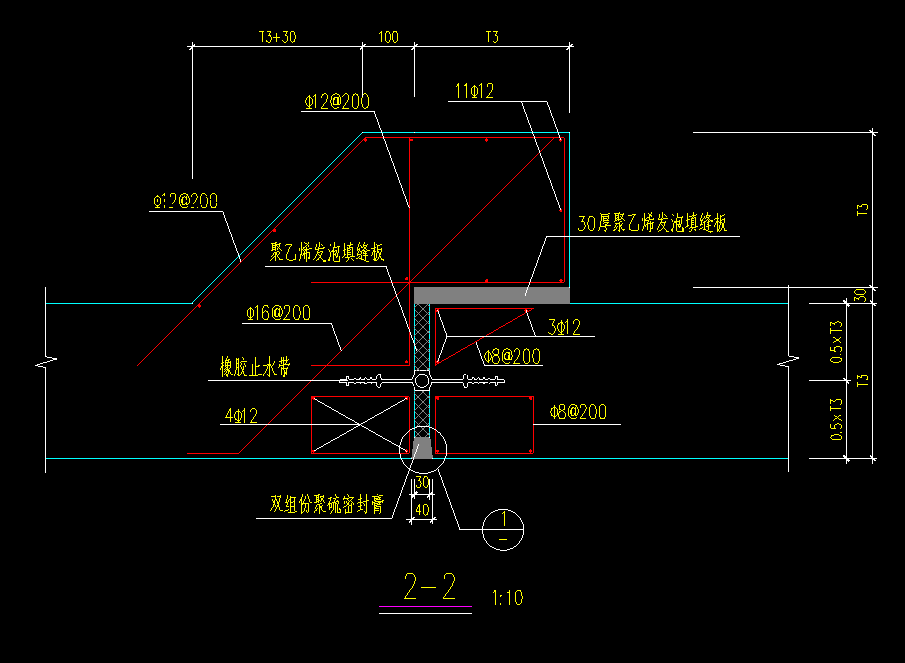 T3+30
100
T3
Φ12@200
11Φ12
Φ12@200
30厚聚乙烯发泡填缝板
T3
聚乙烯发泡填缝板
30
Φ16@200
3Φ12
0.5xT3
Φ8@200
橡胶止水带
T3
4Φ12
Φ8@200
0.5xT3
30
双组份聚硫密封膏
40
1
—
2-2
1:10